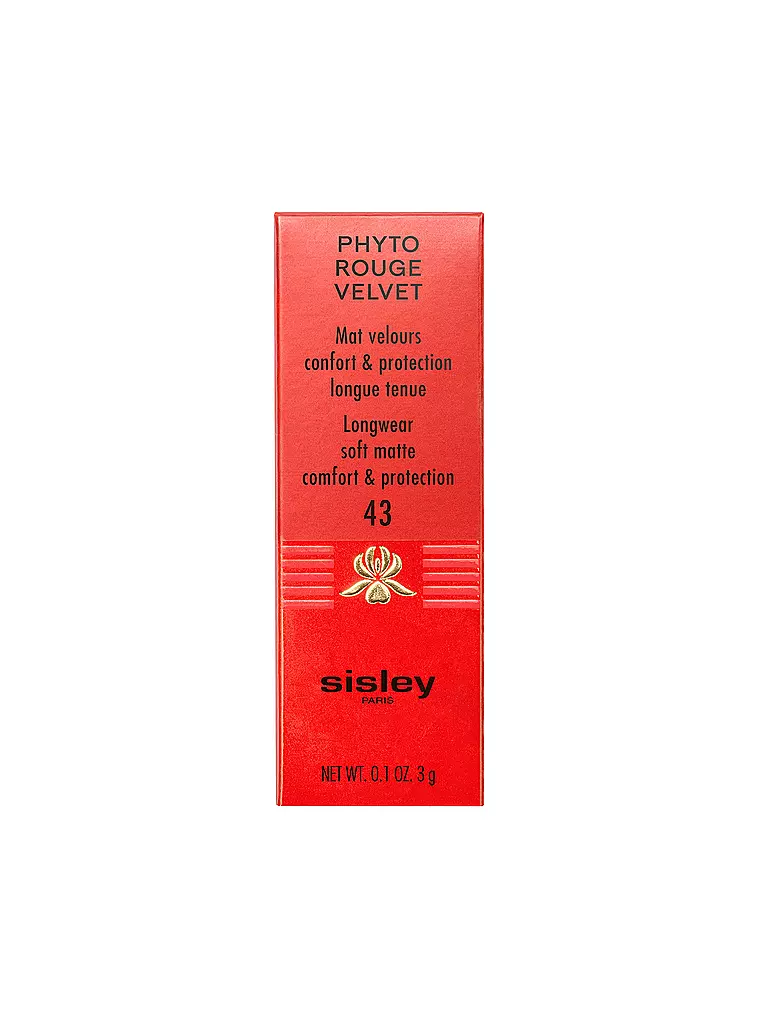 PHYTO
ROUGE
VELVET
Mat velours
confort & protection
longue tenue
Longwear
soft matte
comfort & protection
43
sisley
PARIS
NET WT. 0.1 OZ. 3 g